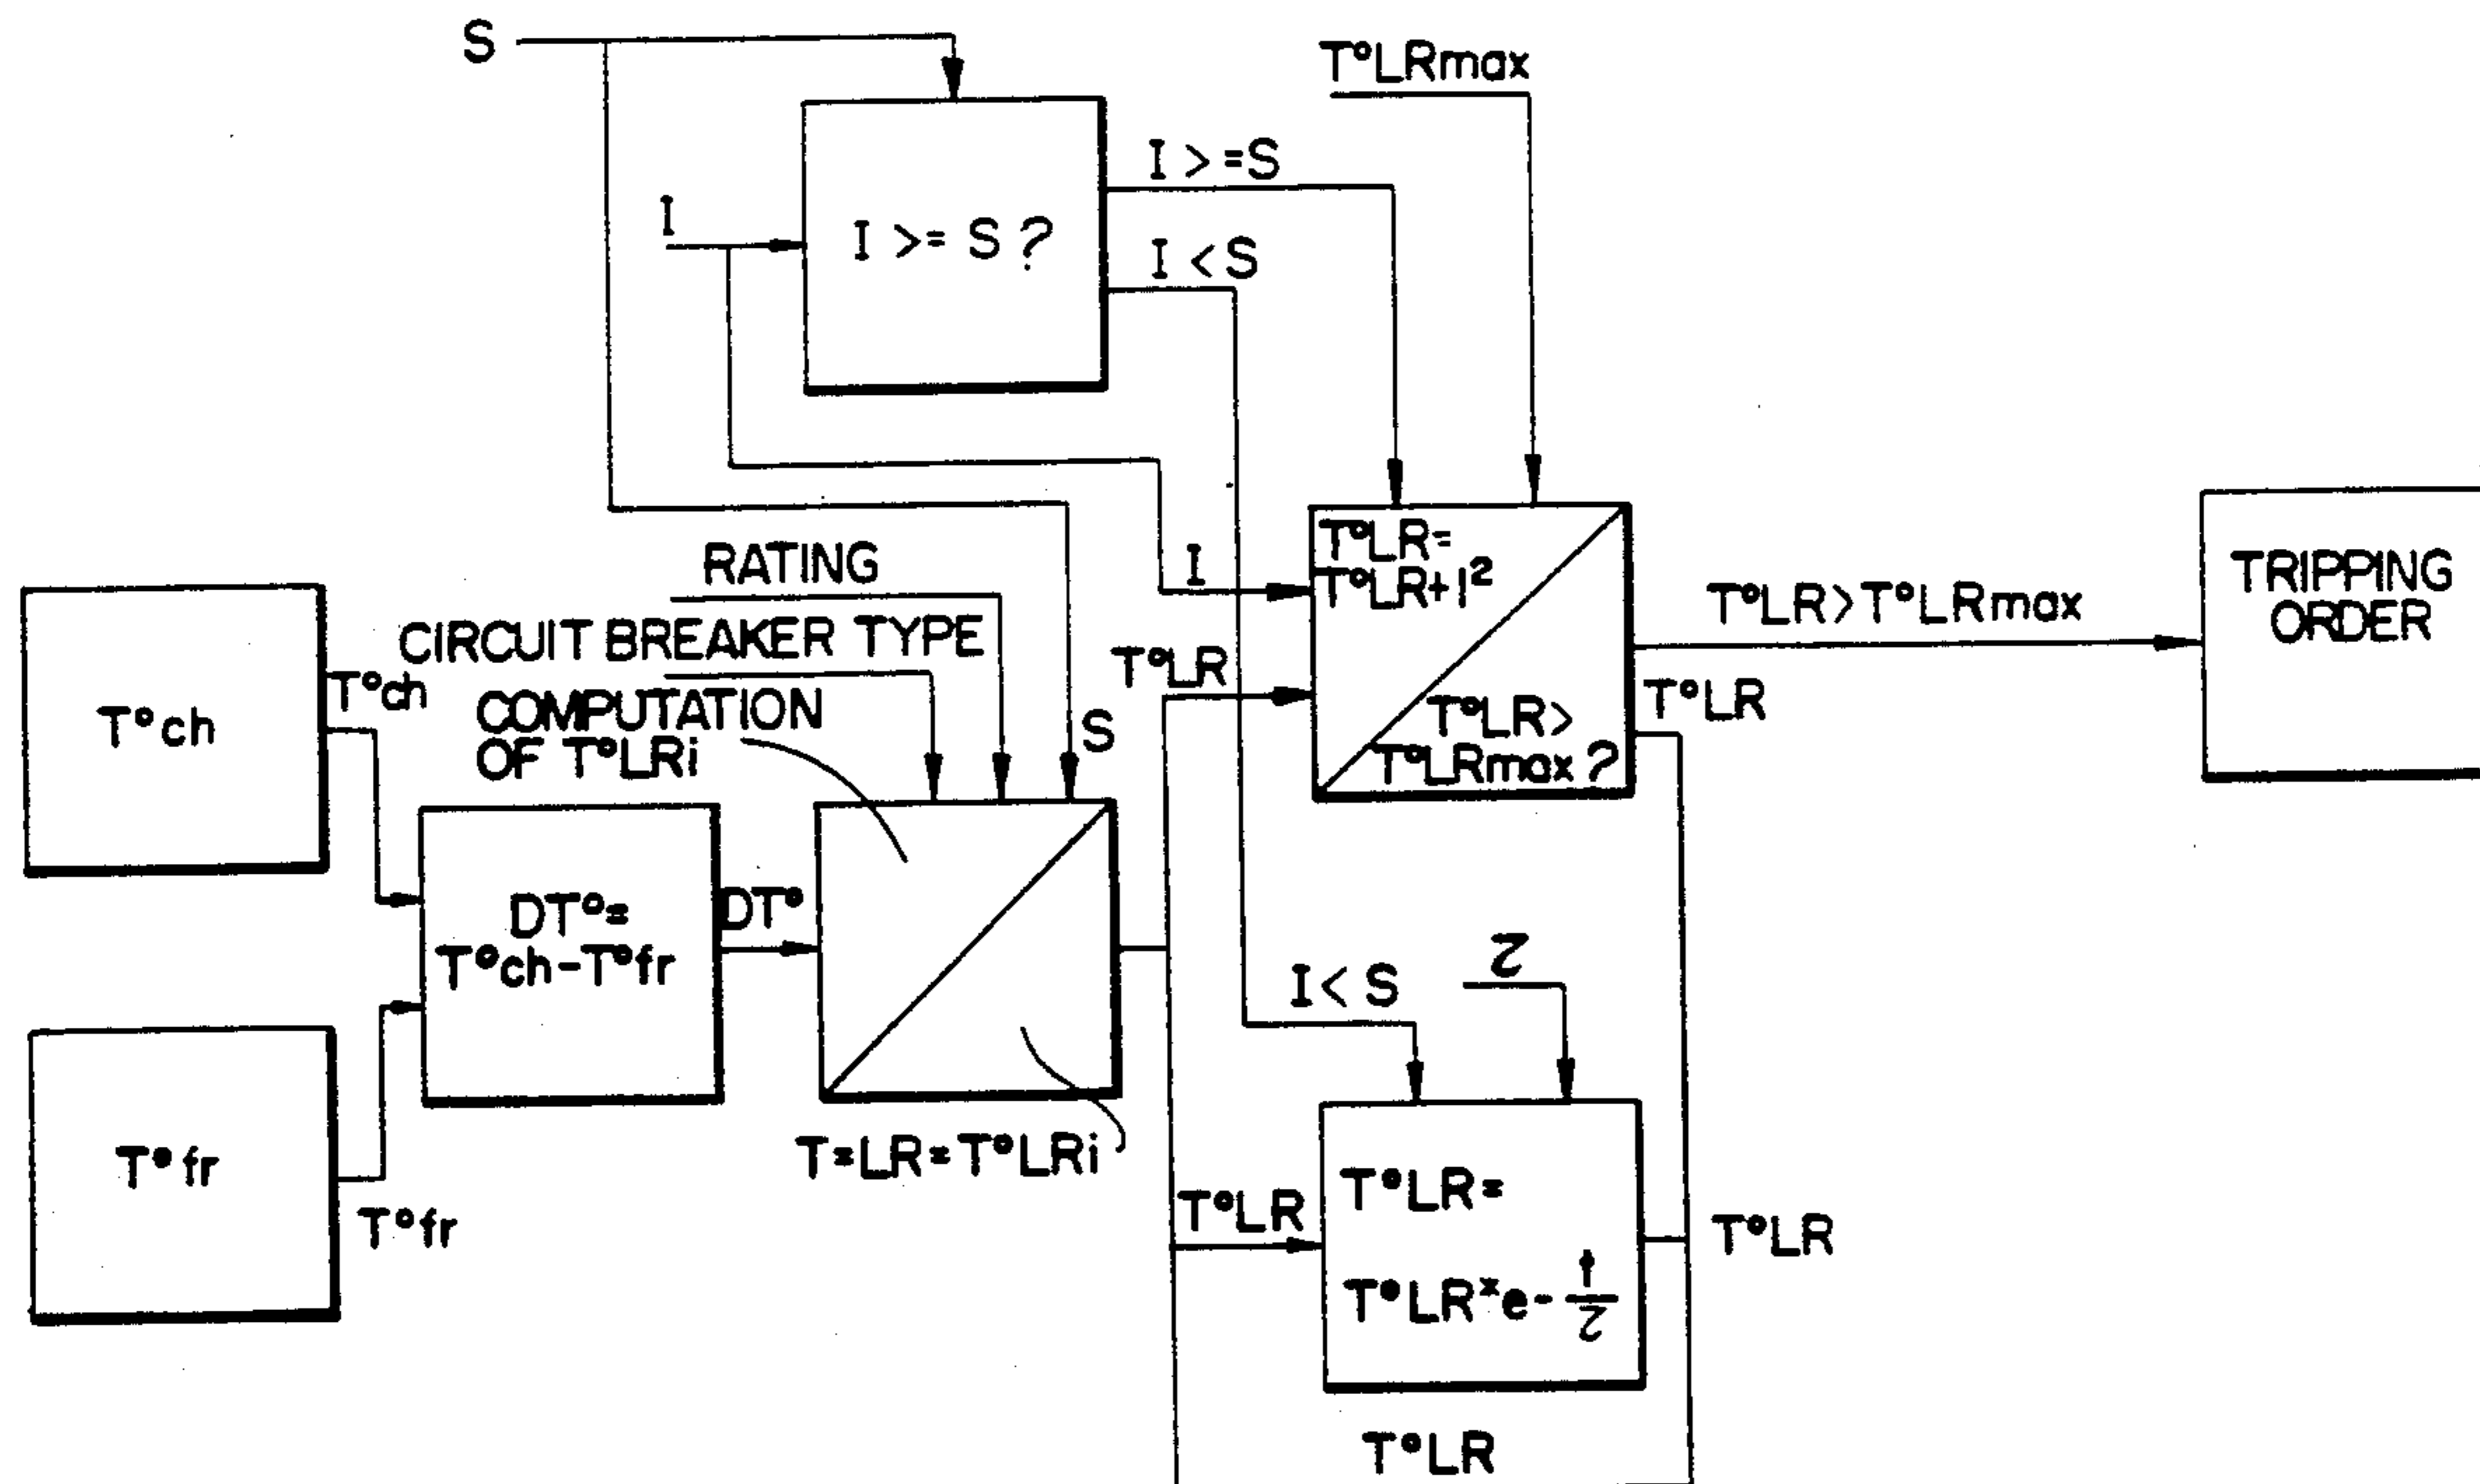 S
T°LRmax
I >=S
I
I >= S ?
I < S
T°LR=
T°LR+I²
I
RATING
CIRCUIT BREAKER TYPE
COMPUTATION
OF T°LRi
S
T°LR
T°LR>
T°LRmax ?
T°LR>T°LRmax
T°LR
TRIPPING
ORDER
T°ch
T°ch
DT°=
T°ch-T°fr
DT°
T°fr
T°fr
T=LR=T°LRi
I< S
τ
T°LR
T°LR=
T°LR*e- t/τ
T°LR
T°LR